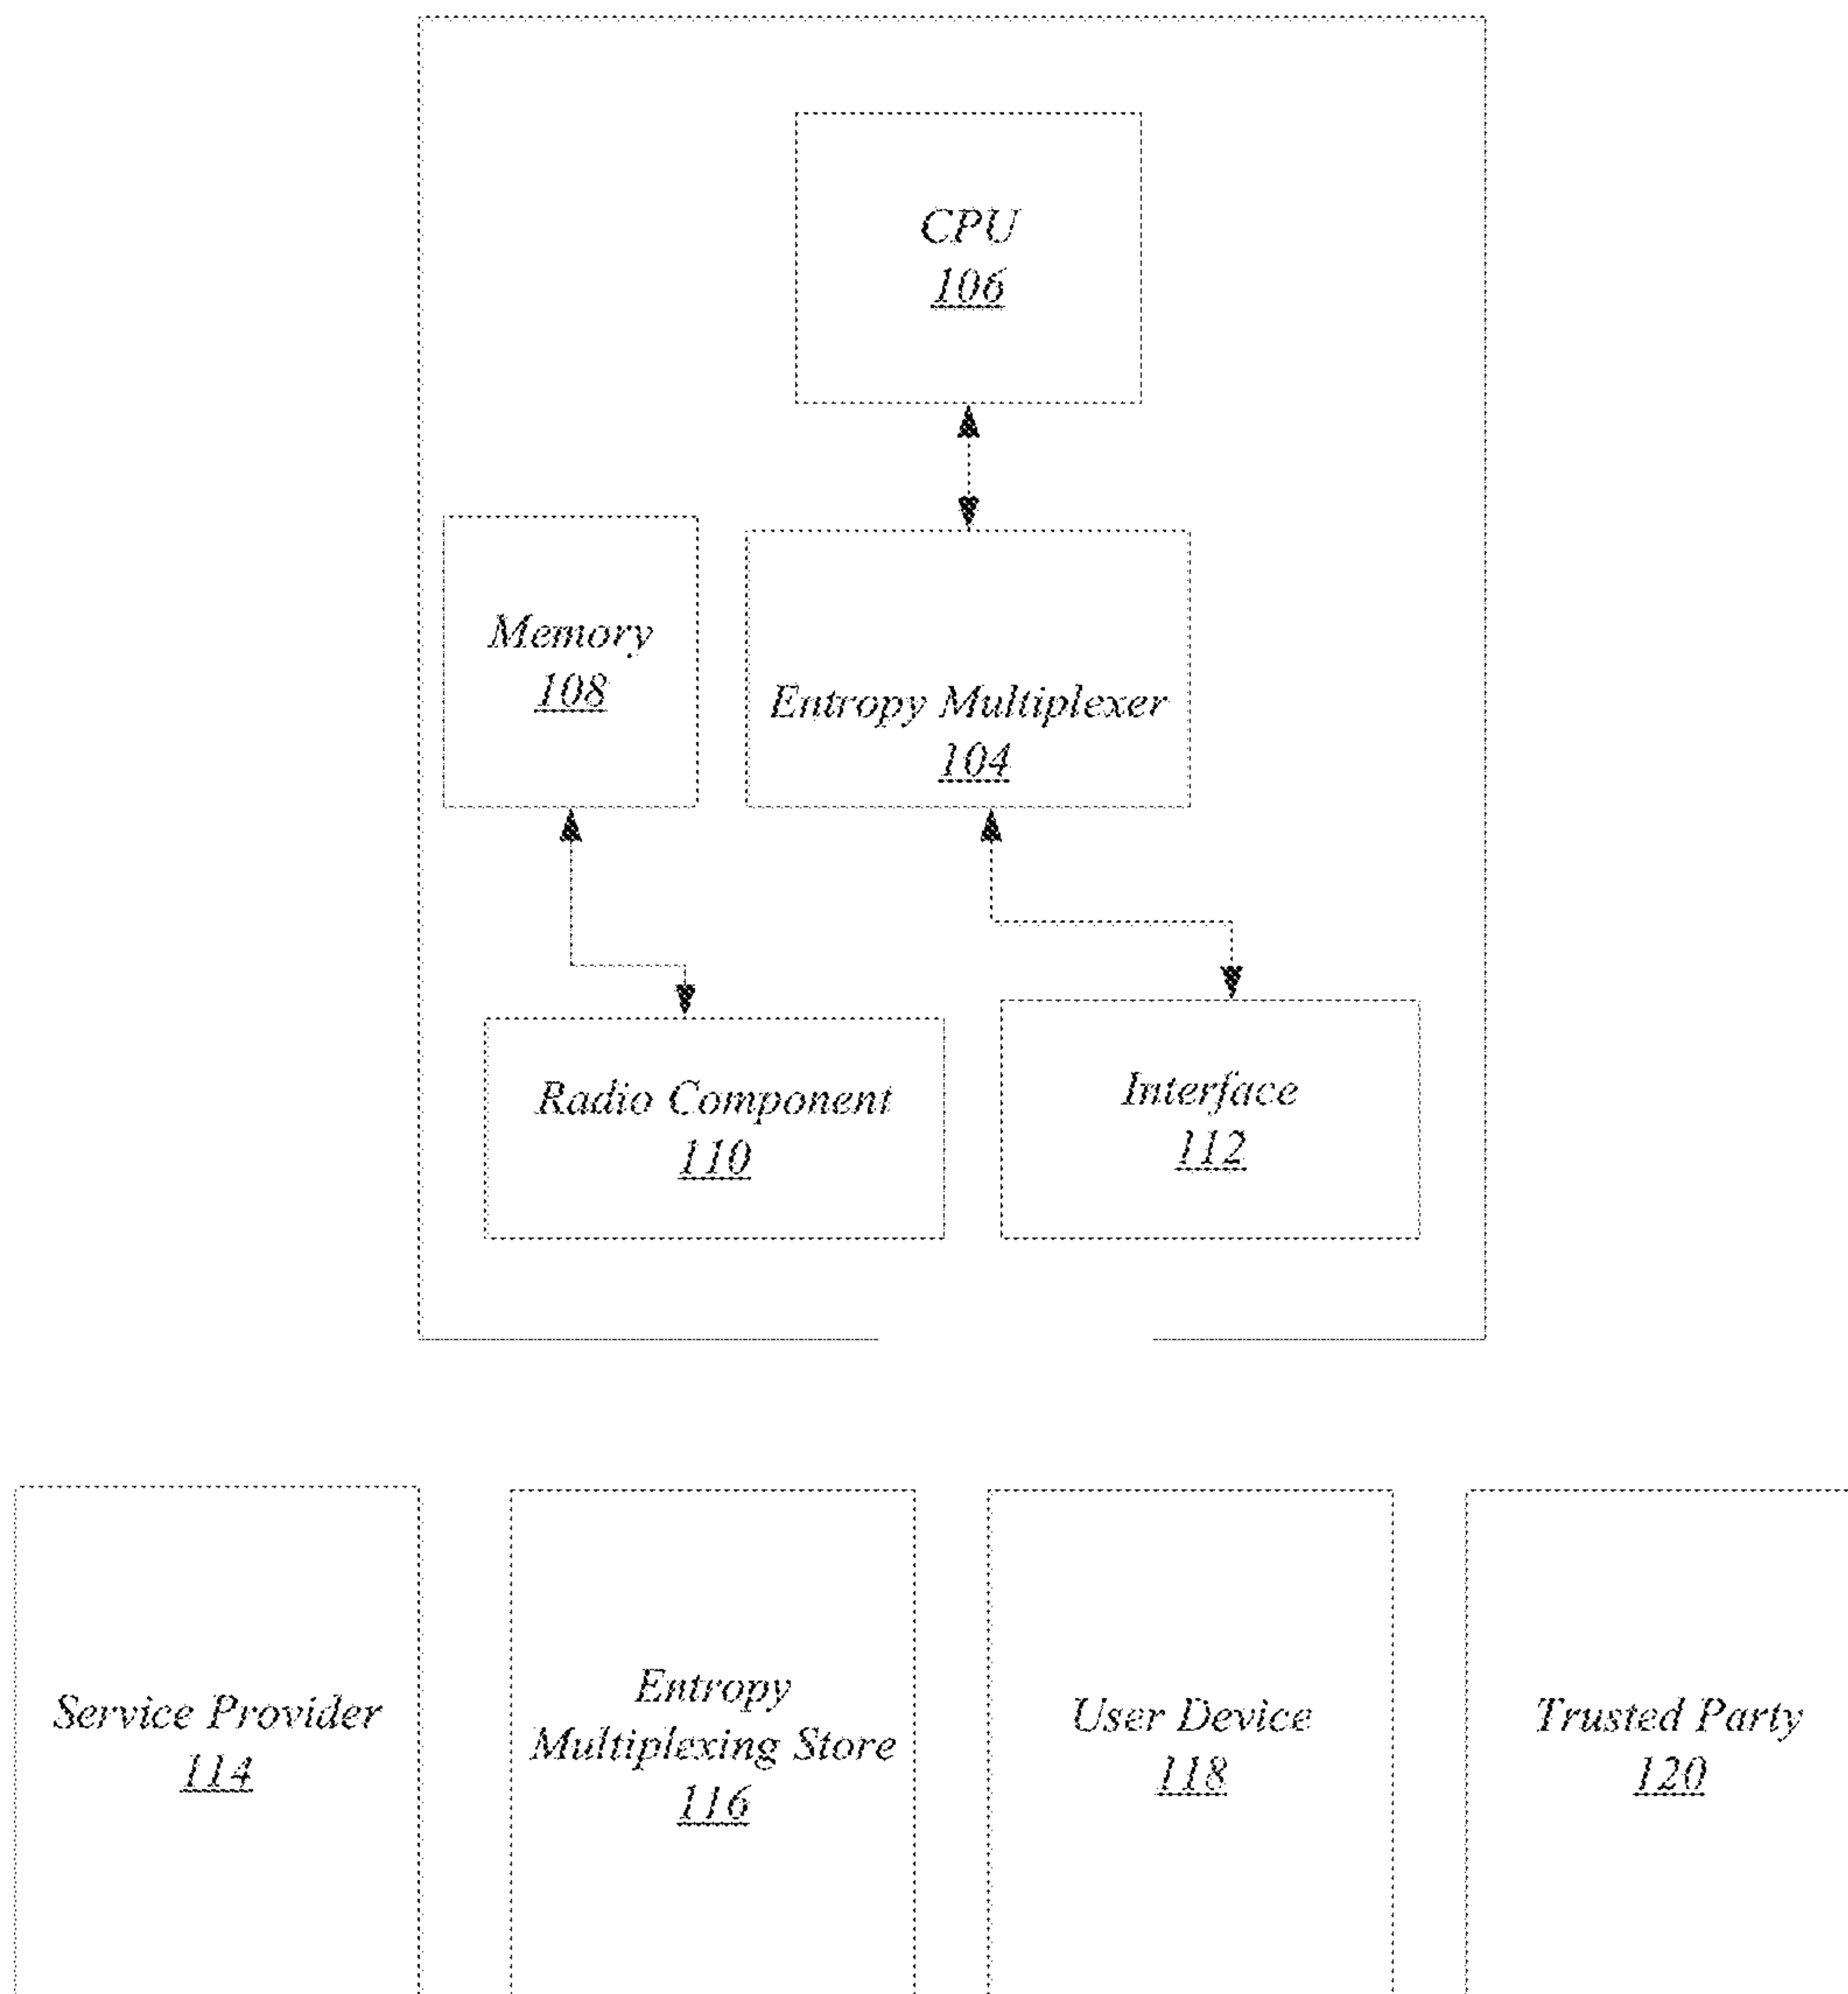 CPU
106
Memory
108
Entropy Multiplexer
104
Radio Component
110
Interface
112
Service Provider
114
Entropy
Multiplexing Store
116
User Device
118
Trusted Party
120